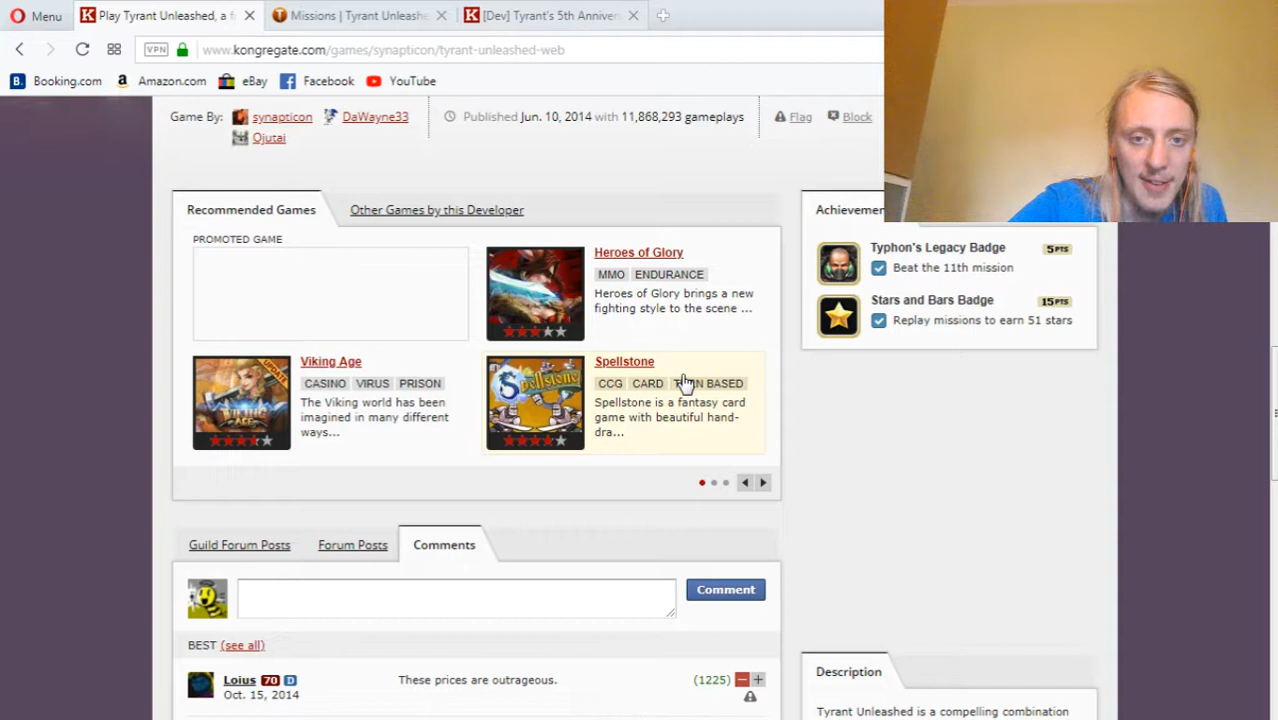 Menu
Play Tyrant Unleashed, a f
Missions | Tyrant Unleashe
[Dev] Tyrant's 5th Anniver
VPN
www.kongregate.com/games/synapticon/tyrant-unleashed-web
Booking.com
Amazon.com
eBay
Facebook
YouTube
Game By: synapticon DaWayne33
Ojutai
Published Jun. 10, 2014 with 11,868,293 gameplays
Flag
Block
Recommended Games
Other Games by this Developer
PROMOTED GAME
Heroes of Glory
MMO ENDURANCE
Heroes of Glory brings a new
fighting style to the scene ...
Viking Age
CASINO VIRUS PRISON
The Viking world has been
imagined in many different
ways...
UPDATE
VIKING AGE
Spellstone
Spellstone
CCG CARD TURN BASED
Spellstone is a fantasy card
game with beautiful hand-
dra...
Achievemen
Typhon's Legacy Badge 5PTS
Beat the 11th mission
Stars and Bars Badge 15PTS
Replay missions to earn 51 stars
Guild Forum Posts
Forum Posts
Comments
Comment
BEST (see all)
Loius 70 D
Oct. 15, 2014
These prices are outrageous.
(1225)
Description
Tyrant Unleashed is a compelling combination